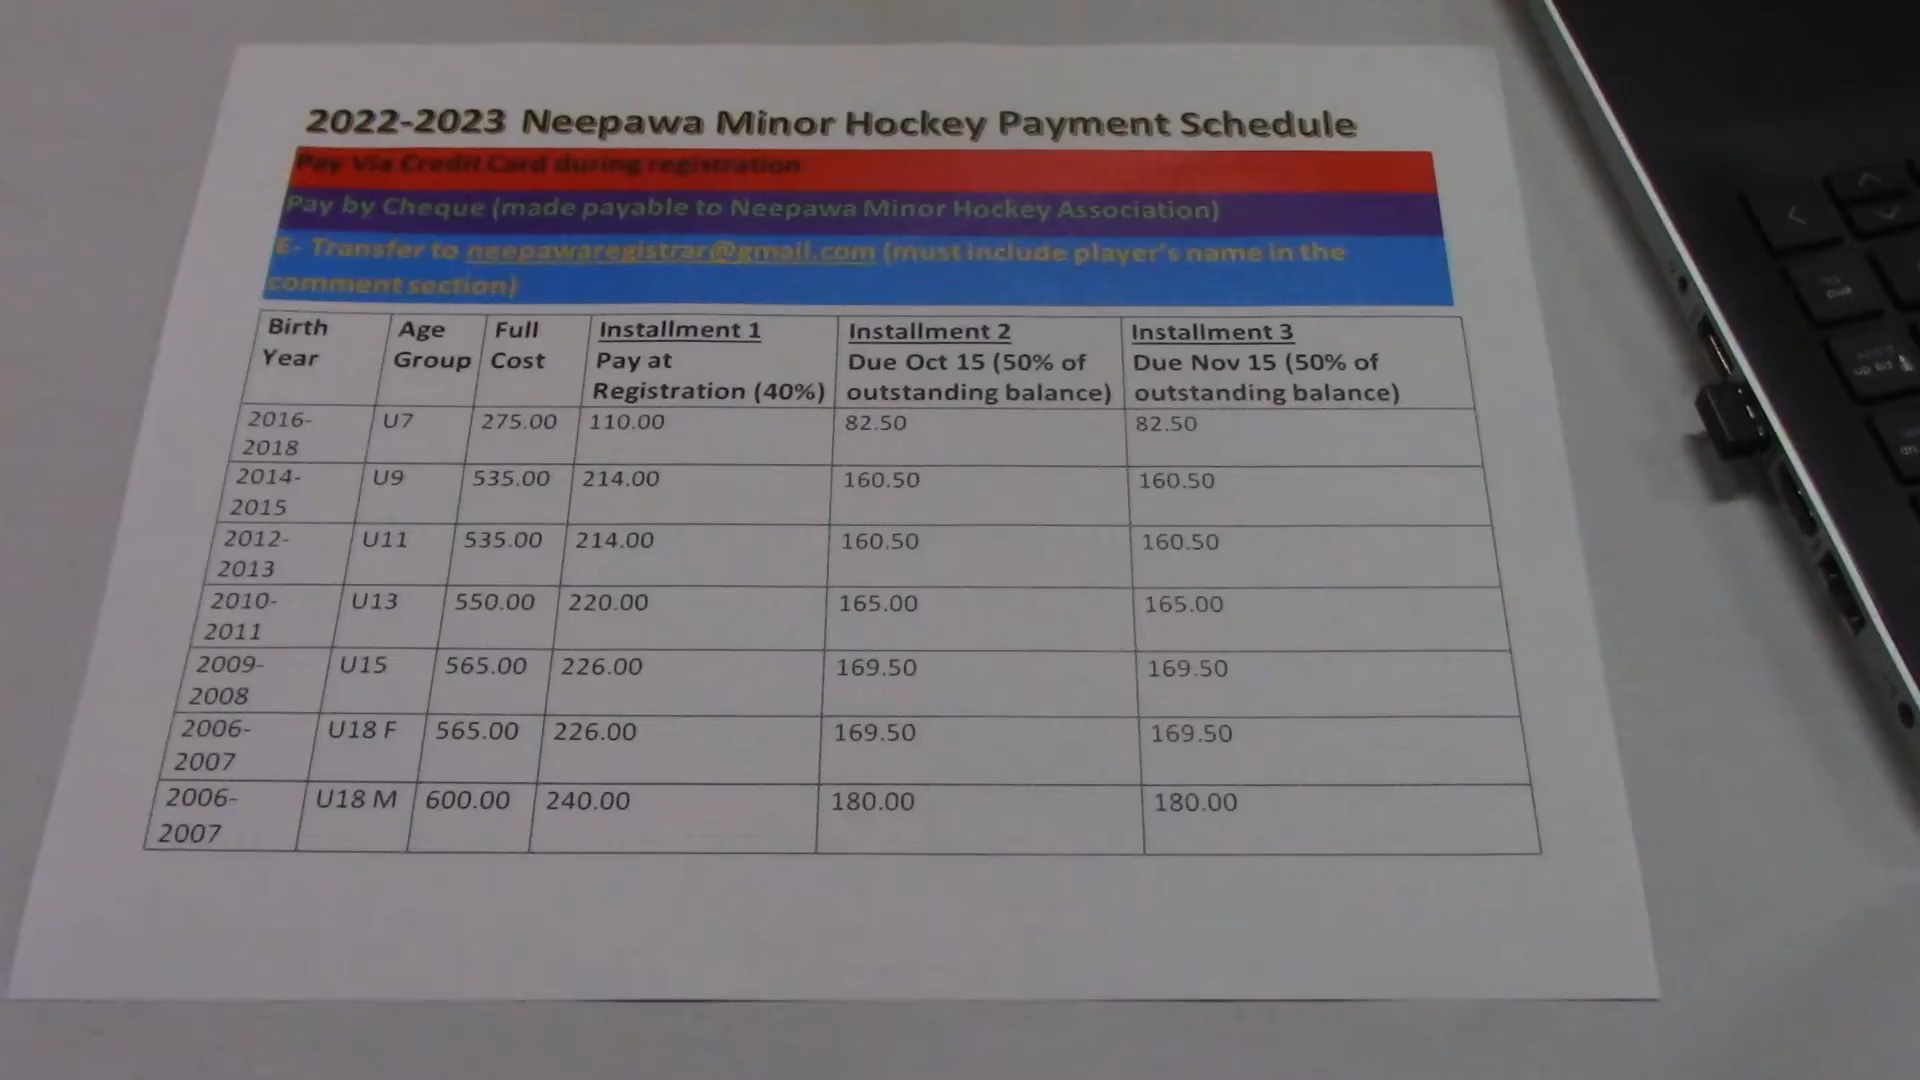 2022-2023 Neepawa Minor Hockey Payment Schedule
Pay Via Credit Card during registration
Pay by Cheque (made payable to Neepawa Minor Hockey Association)
E- Transfer to neepawaregistrar@gmail.com (must include player's name in the
comment section)
Birth Year Age Group Full Cost Installment 1 Pay at Registration (40%) Installment 2 Due Oct 15 (50% of outstanding balance) Installment 3 Due Nov 15 (50% of outstanding balance)
2016-2018 U7 275.00 110.00 82.50 82.50
2014-2015 U9 535.00 214.00 160.50 160.50
2012-2013 U11 535.00 214.00 160.50 160.50
2010-2011 U13 550.00 220.00 165.00 165.00
2009-2008 U15 565.00 226.00 169.50 169.50
2006-2007 U18 F 565.00 226.00 169.50 169.50
2006-2007 U18 M 600.00 240.00 180.00 180.00